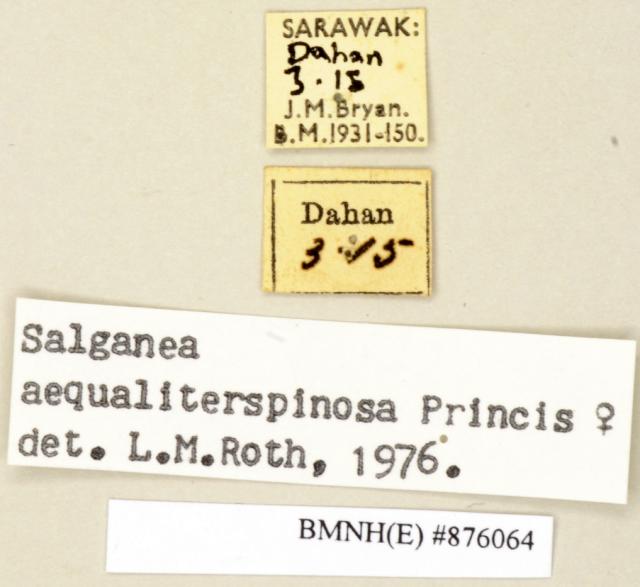 SARAWAK:
Dahan
3.15
J.M.Bryan.
B.M.1931-150.
Dahan
3.15
Salganea
aequaliterspinosa Princis ♀
det. L.M.Roth, 1976.
BMNH(E) #876064